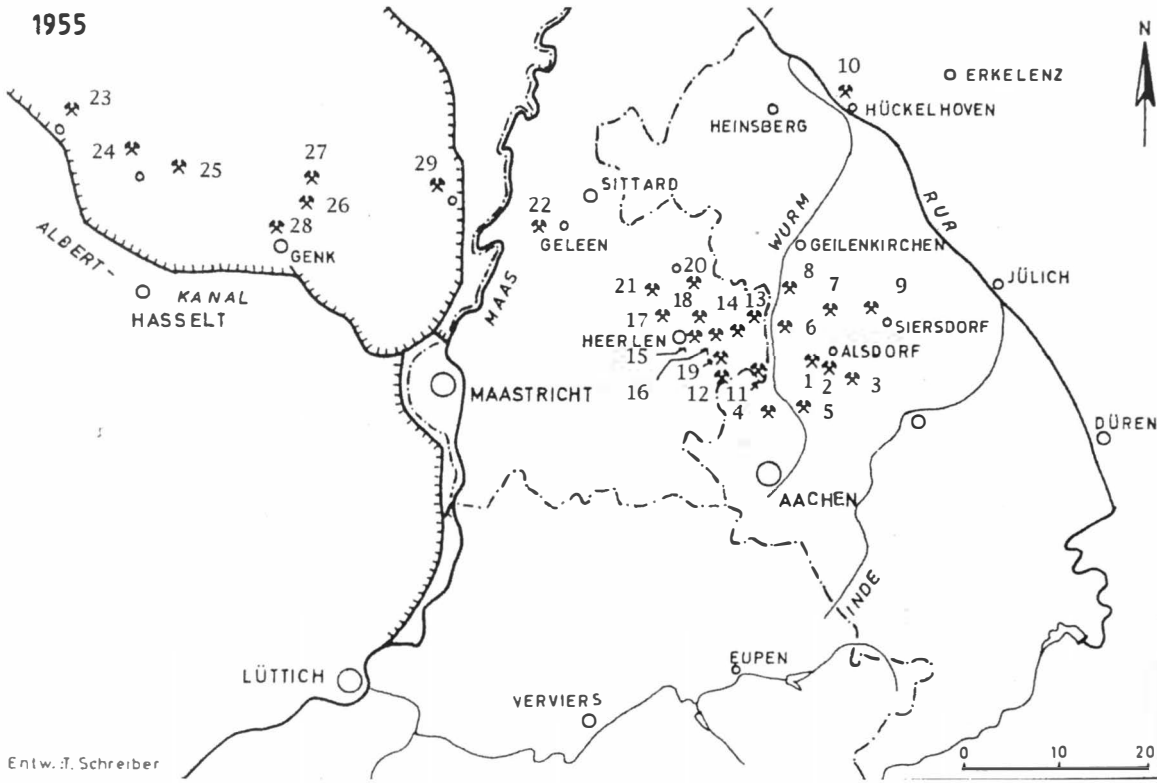 1955
N
10
ERKELENZ
HÜCKELHOVEN
HEINSBERG
23
24
25
27
26
28
GENK
29
SITTARD
22
GELEEN
WURM
RUR
GEILENKIRCHEN
JÜLICH
ALBERT-
KANAL
HASSELT
MAAS
20
21
18
17
14
13
8
7
9
6
SIERSDORF
HEERLEN
ALSDORF
15
16
19
12
11
1
2
3
4
5
MAASTRICHT
DÜREN
AACHEN
INDE
LÜTTICH
EUPEN
VERVIERS
Entw.:T. Schreiber
0 10 20